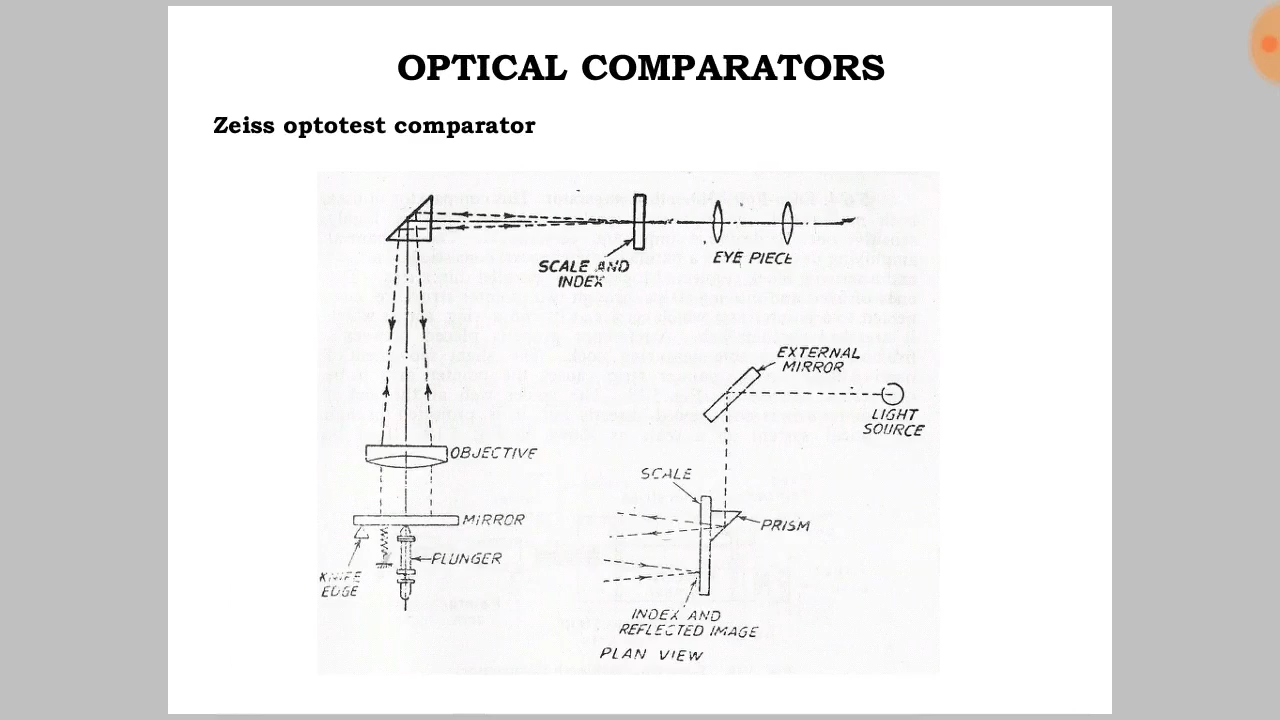 OPTICAL COMPARATORS
Zeiss optotest comparator
SCALE AND
INDEX
EYE PIECE
EXTERNAL
MIRROR
LIGHT
SOURCE
OBJECTIVE
SCALE
MIRROR
PRISM
PLUNGER
KNIFE
EDGE
INDEX AND
REFLECTED IMAGE
PLAN VIEW